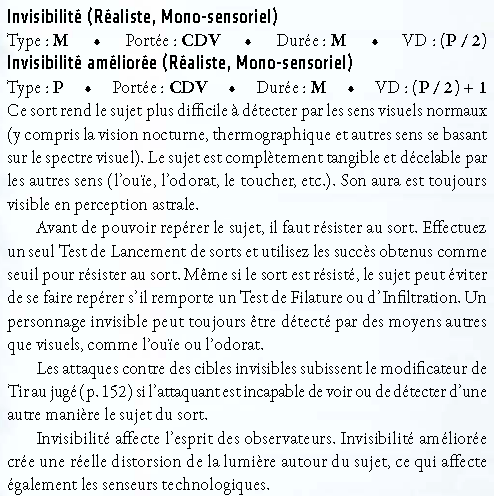 Invisibilité (Réaliste, Mono-sensoriel)
Type : M ♦ Portée : CDV ♦ Durée : M ♦ VD : (P / 2)
Invisibilité améliorée (Réaliste, Mono-sensoriel)
Type : P ♦ Portée : CDV ♦ Durée : M ♦ VD : (P / 2) + 1
Ce sort rend le sujet plus difficile à détecter par les sens visuels normaux
(y compris la vision nocturne, thermographique et autres sens se basant
sur le spectre visuel). Le sujet est complètement tangible et décelable par
les autres sens (l'ouïe, l'odorat, le toucher, etc.). Son aura est toujours
visible en perception astrale.
Avant de pouvoir repérer le sujet, il faut résister au sort. Effectuez
un seul Test de Lancement de sorts et utilisez les succès obtenus comme
seuil pour résister au sort. Même si le sort est résisté, le sujet peut éviter
de se faire repérer s'il remporte un Test de Filature ou d'Infiltration. Un
personnage invisible peut toujours être détecté par des moyens autres
que visuels, comme l'ouïe ou l'odorat.
Les attaques contre des cibles invisibles subissent le modificateur de
Tir au jugé (p. 152) si l'attaquant est incapable de voir ou de détecter d'une
autre manière le sujet du sort.
Invisibilité affecte l'esprit des observateurs. Invisibilité améliorée
crée une réelle distorsion de la lumière autour du sujet, ce qui affecte
également les senseurs technologiques.